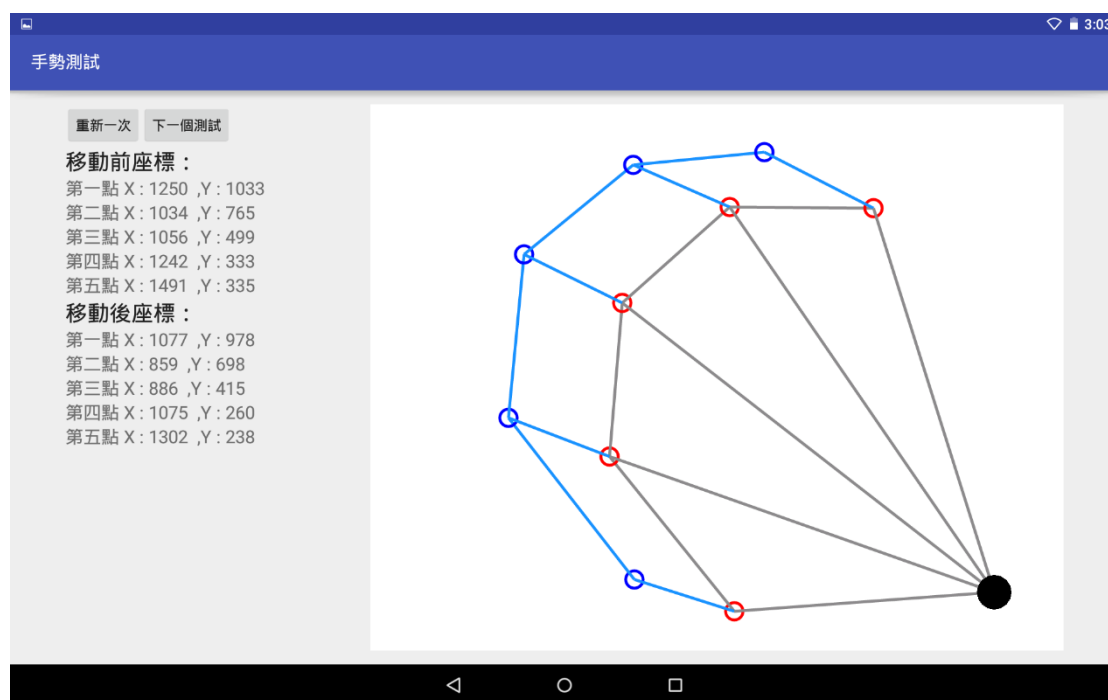 3:03
手勢測試
重新一次 下一個測試
移動前座標：
第一點 X : 1250 ,Y : 1033
第二點 X : 1034 ,Y : 765
第三點 X : 1056 ,Y : 499
第四點 X : 1242 ,Y : 333
第五點 X : 1491 ,Y : 335
移動後座標：
第一點 X : 1077 ,Y : 978
第二點 X : 859 ,Y : 698
第三點 X : 886 ,Y : 415
第四點 X : 1075 ,Y : 260
第五點 X : 1302 ,Y : 238